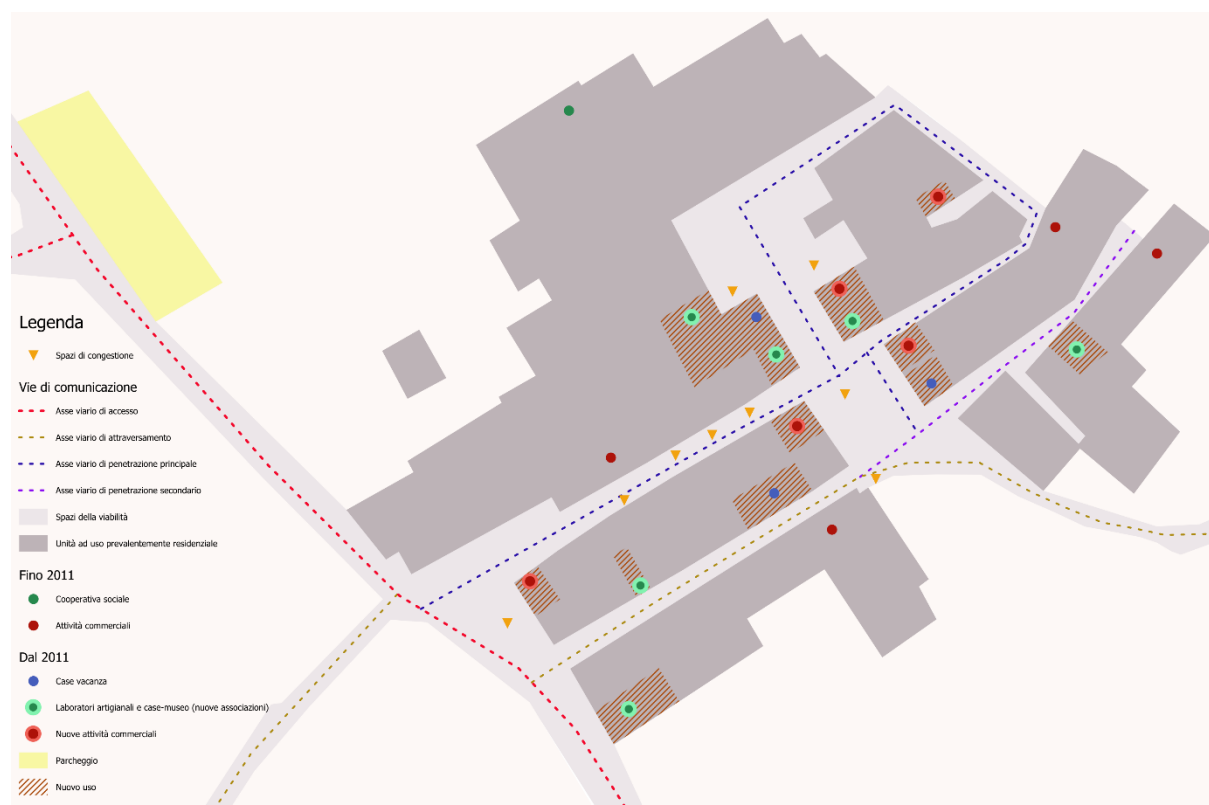 Legenda
Spazi di congestione
Vie di comunicazione
Asse viario di accesso
Asse viario di attraversamento
Asse viario di penetrazione principale
Asse viario di penetrazione secondario
Spazi della viabilità
Unità ad uso prevalentemente residenziale
Fino 2011
Cooperativa sociale
Attività commerciali
Dal 2011
Case vacanza
Laboratori artigianali e case-museo (nuove associazioni)
Nuove attività commerciali
Parcheggio
Nuovo uso